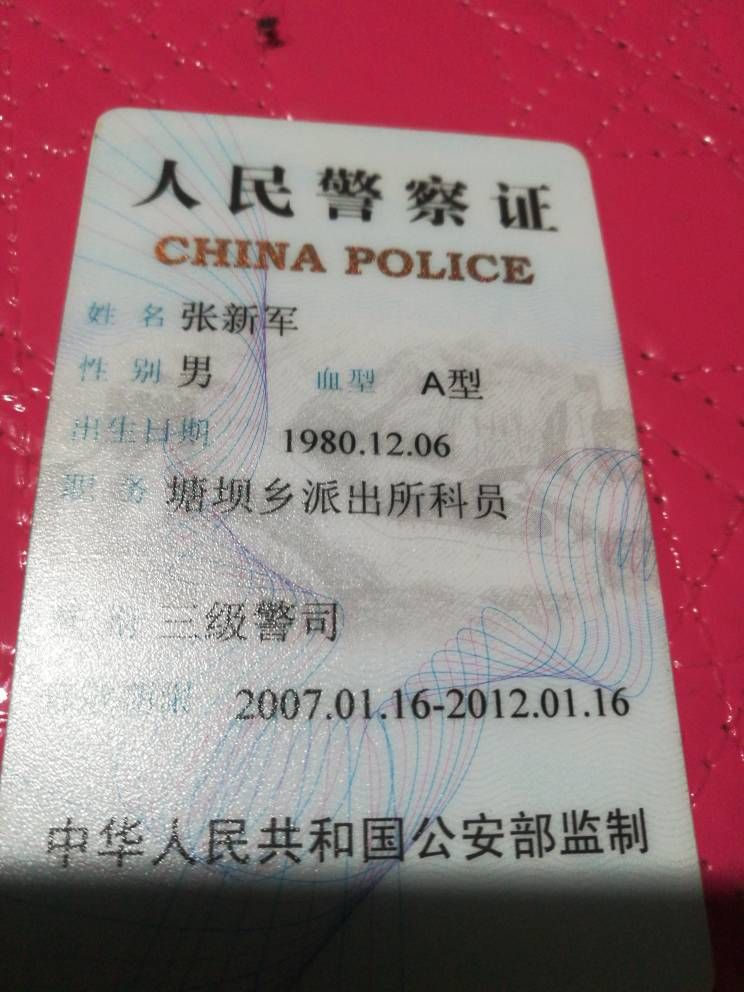 人民警察证
CHINA POLICE
姓名 张新军
性别 男 血型 A型
出生日期 1980.12.06
职务 塘坝乡派出所科员
三级警司
2007.01.16-2012.01.16
中华人民共和国公安部监制